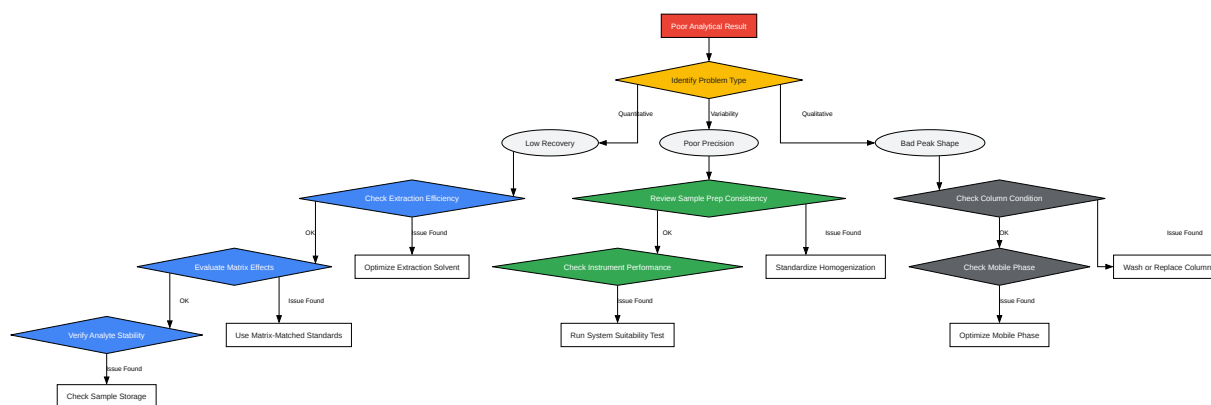 Poor Analytical Result
Identify Problem Type
Quantitative
Variability
Qualitative
Low Recovery
Poor Precision
Bad Peak Shape
Check Extraction Efficiency
Review Sample Prep Consistency
Check Column Condition
OK
Issue Found
OK
Issue Found
OK
Issue Found
Evaluate Matrix Effects
Optimize Extraction Solvent
Check Instrument Performance
Standardize Homogenization
Check Mobile Phase
Wash or Replace Column
OK
Issue Found
Issue Found
Issue Found
Verify Analyte Stability
Use Matrix-Matched Standards
Run System Suitability Test
Optimize Mobile Phase
Issue Found
Check Sample Storage